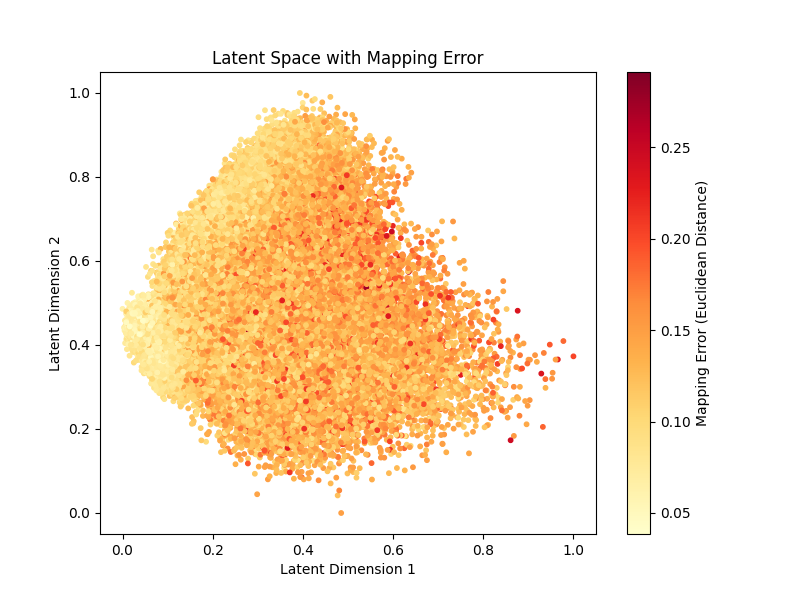 Latent Space with Mapping Error
1.0
0.8
0.6
0.4
0.2
0.0
Latent Dimension 2
0.0 0.2 0.4 0.6 0.8 1.0
Latent Dimension 1
0.25
0.20
0.15
0.10
0.05
Mapping Error (Euclidean Distance)